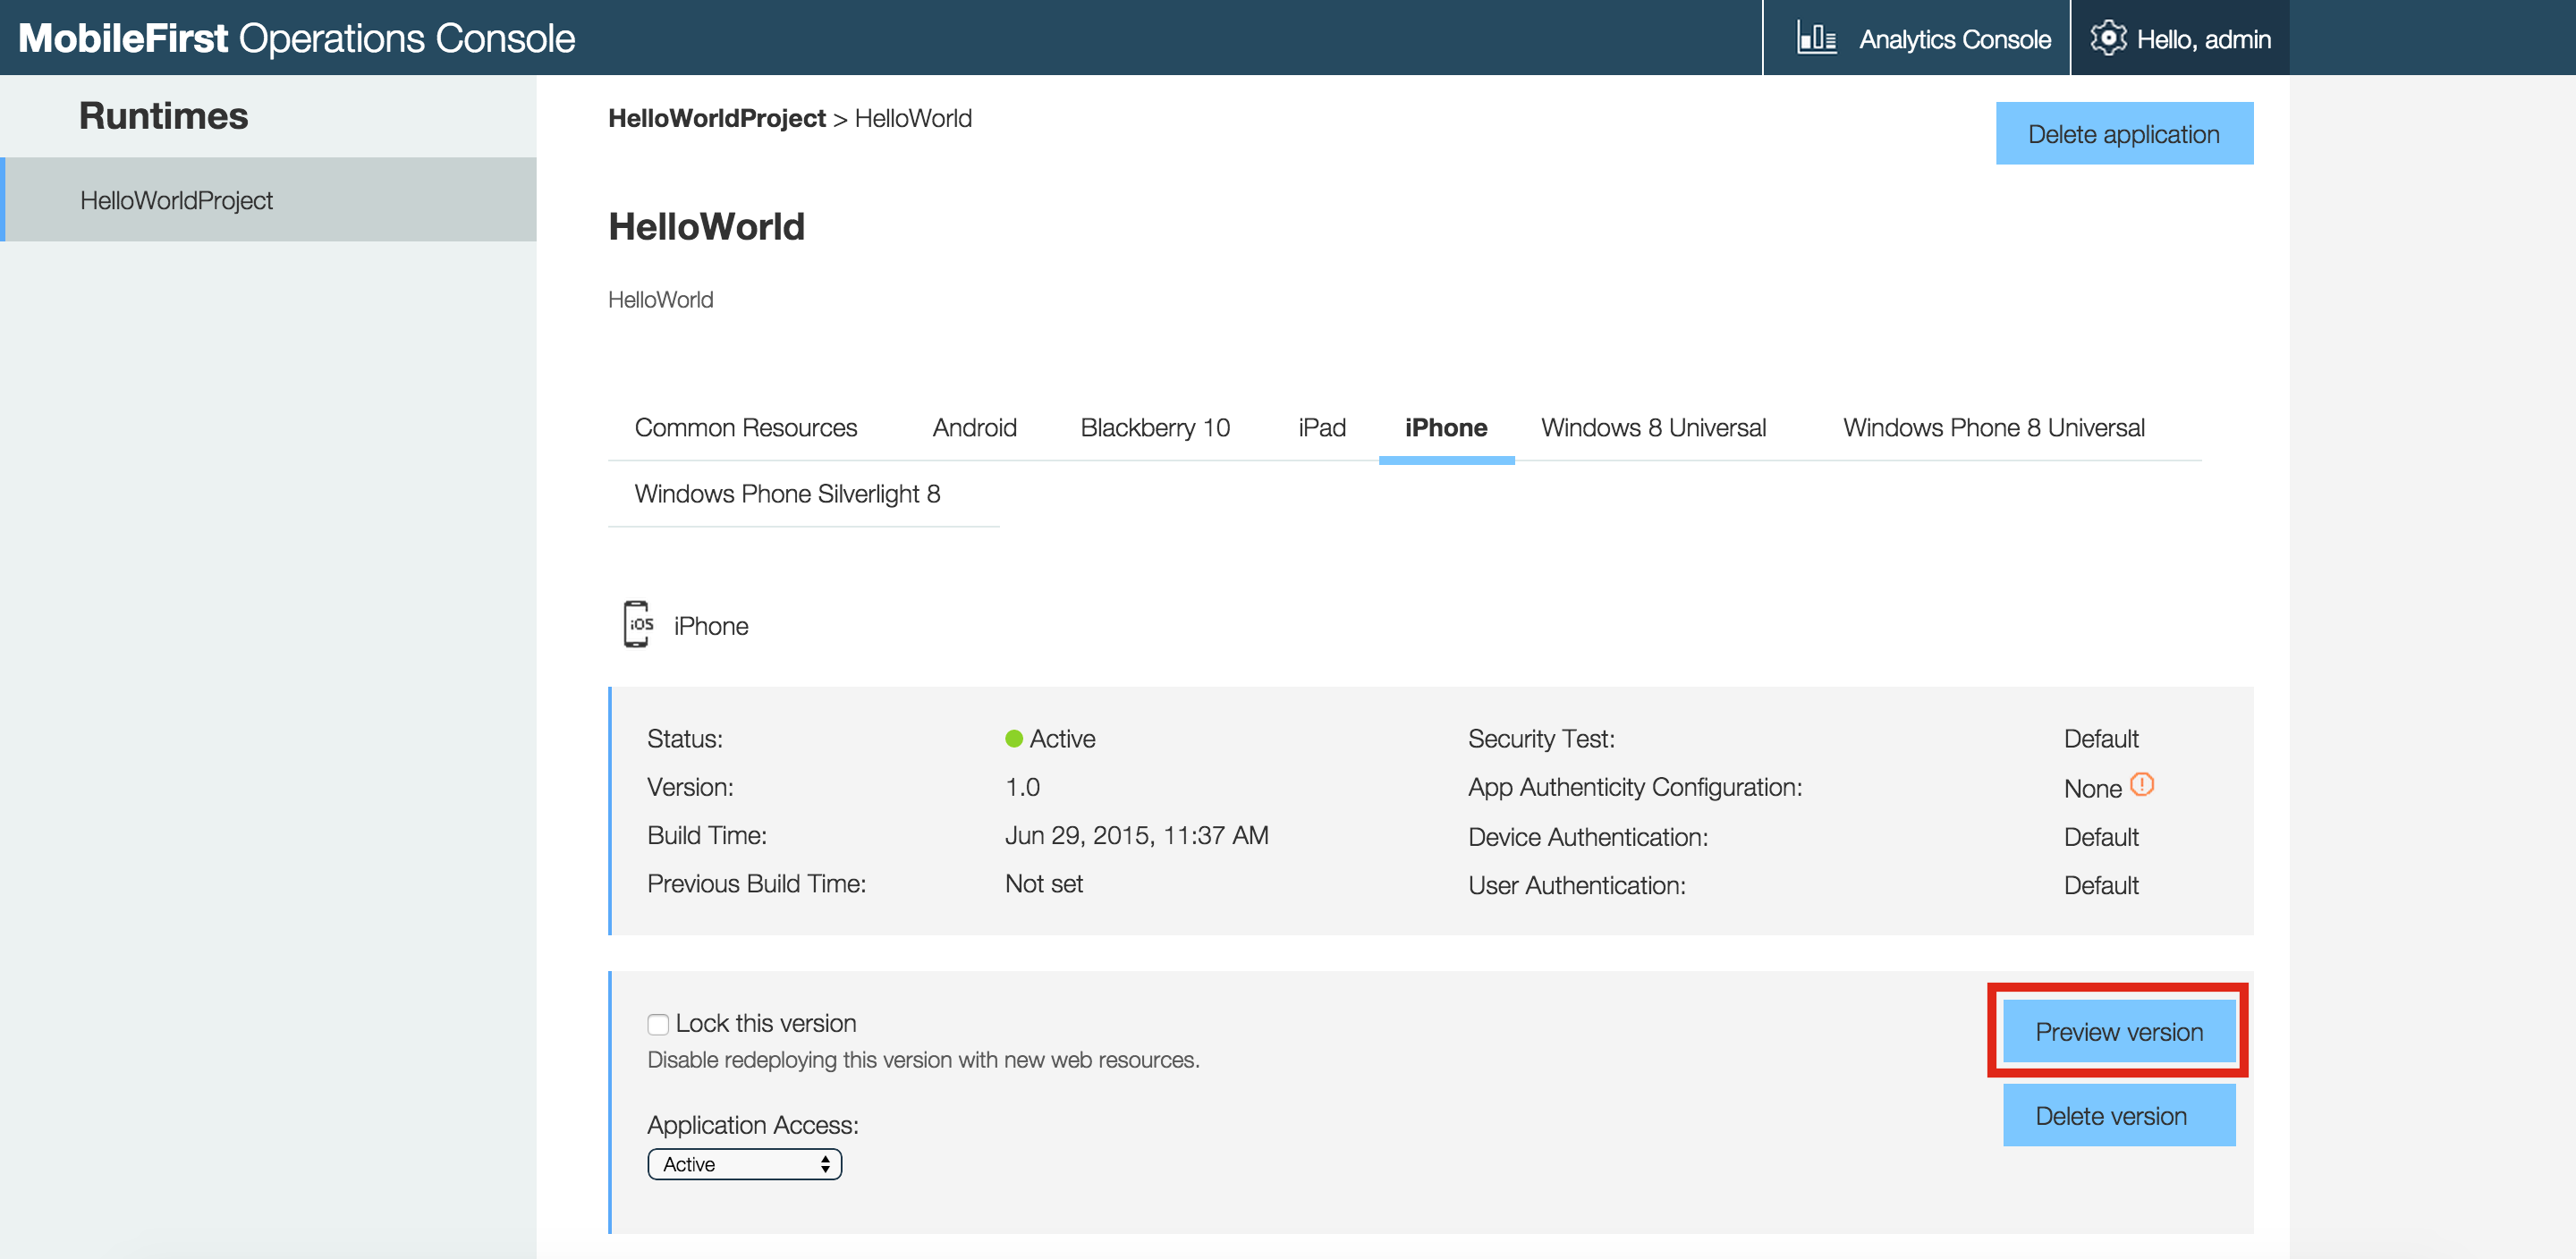 MobileFirst Operations Console
Analytics Console
Hello, admin
Runtimes
HelloWorldProject
HelloWorldProject > HelloWorld
Delete application
HelloWorld
HelloWorld
Common Resources Android Blackberry 10 iPad iPhone Windows 8 Universal Windows Phone 8 Universal
Windows Phone Silverlight 8
iOS iPhone
Status: Active Security Test: Default
Version: 1.0 App Authenticity Configuration: None
Build Time: Jun 29, 2015, 11:37 AM Device Authentication: Default
Previous Build Time: Not set User Authentication: Default
Lock this version
Disable redeploying this version with new web resources.
Preview version
Delete version
Application Access:
Active